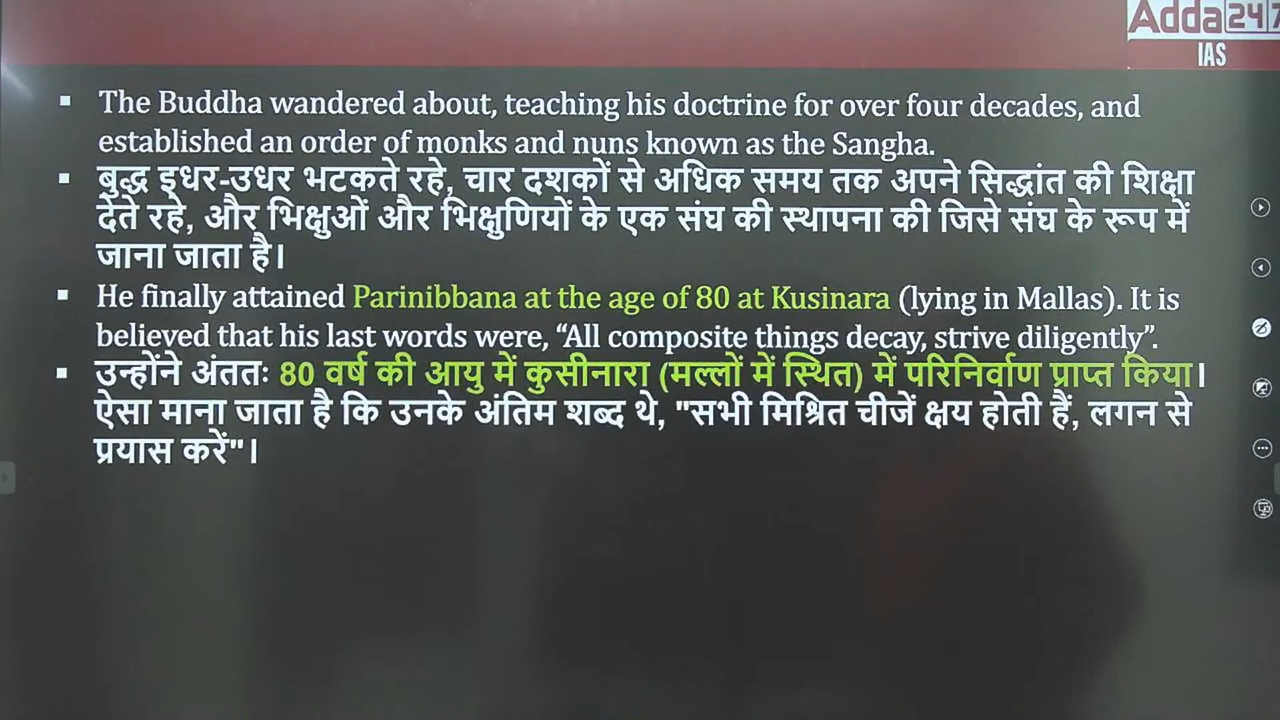 Adda247
IAS
▪ The Buddha wandered about, teaching his doctrine for over four decades, and
established an order of monks and nuns known as the Sangha.
▪ बुद्ध इधर-उधर भटकते रहे, चार दशकों से अधिक समय तक अपने सिद्धांत की शिक्षा
देते रहे, और भिक्षुओं और भिक्षुणियों के एक संघ की स्थापना की जिसे संघ के रूप में
जाना जाता है।
▪ He finally attained Parinibbana at the age of 80 at Kusinara (lying in Mallas). It is
believed that his last words were, “All composite things decay, strive diligently”.
▪ उन्होंने अंततः 80 वर्ष की आयु में कुसीनारा (मल्लों में स्थित) में परिनिर्वाण प्राप्त किया।
ऐसा माना जाता है कि उनके अंतिम शब्द थे, "सभी मिश्रित चीजें क्षय होती हैं, लगन से
प्रयास करें"।